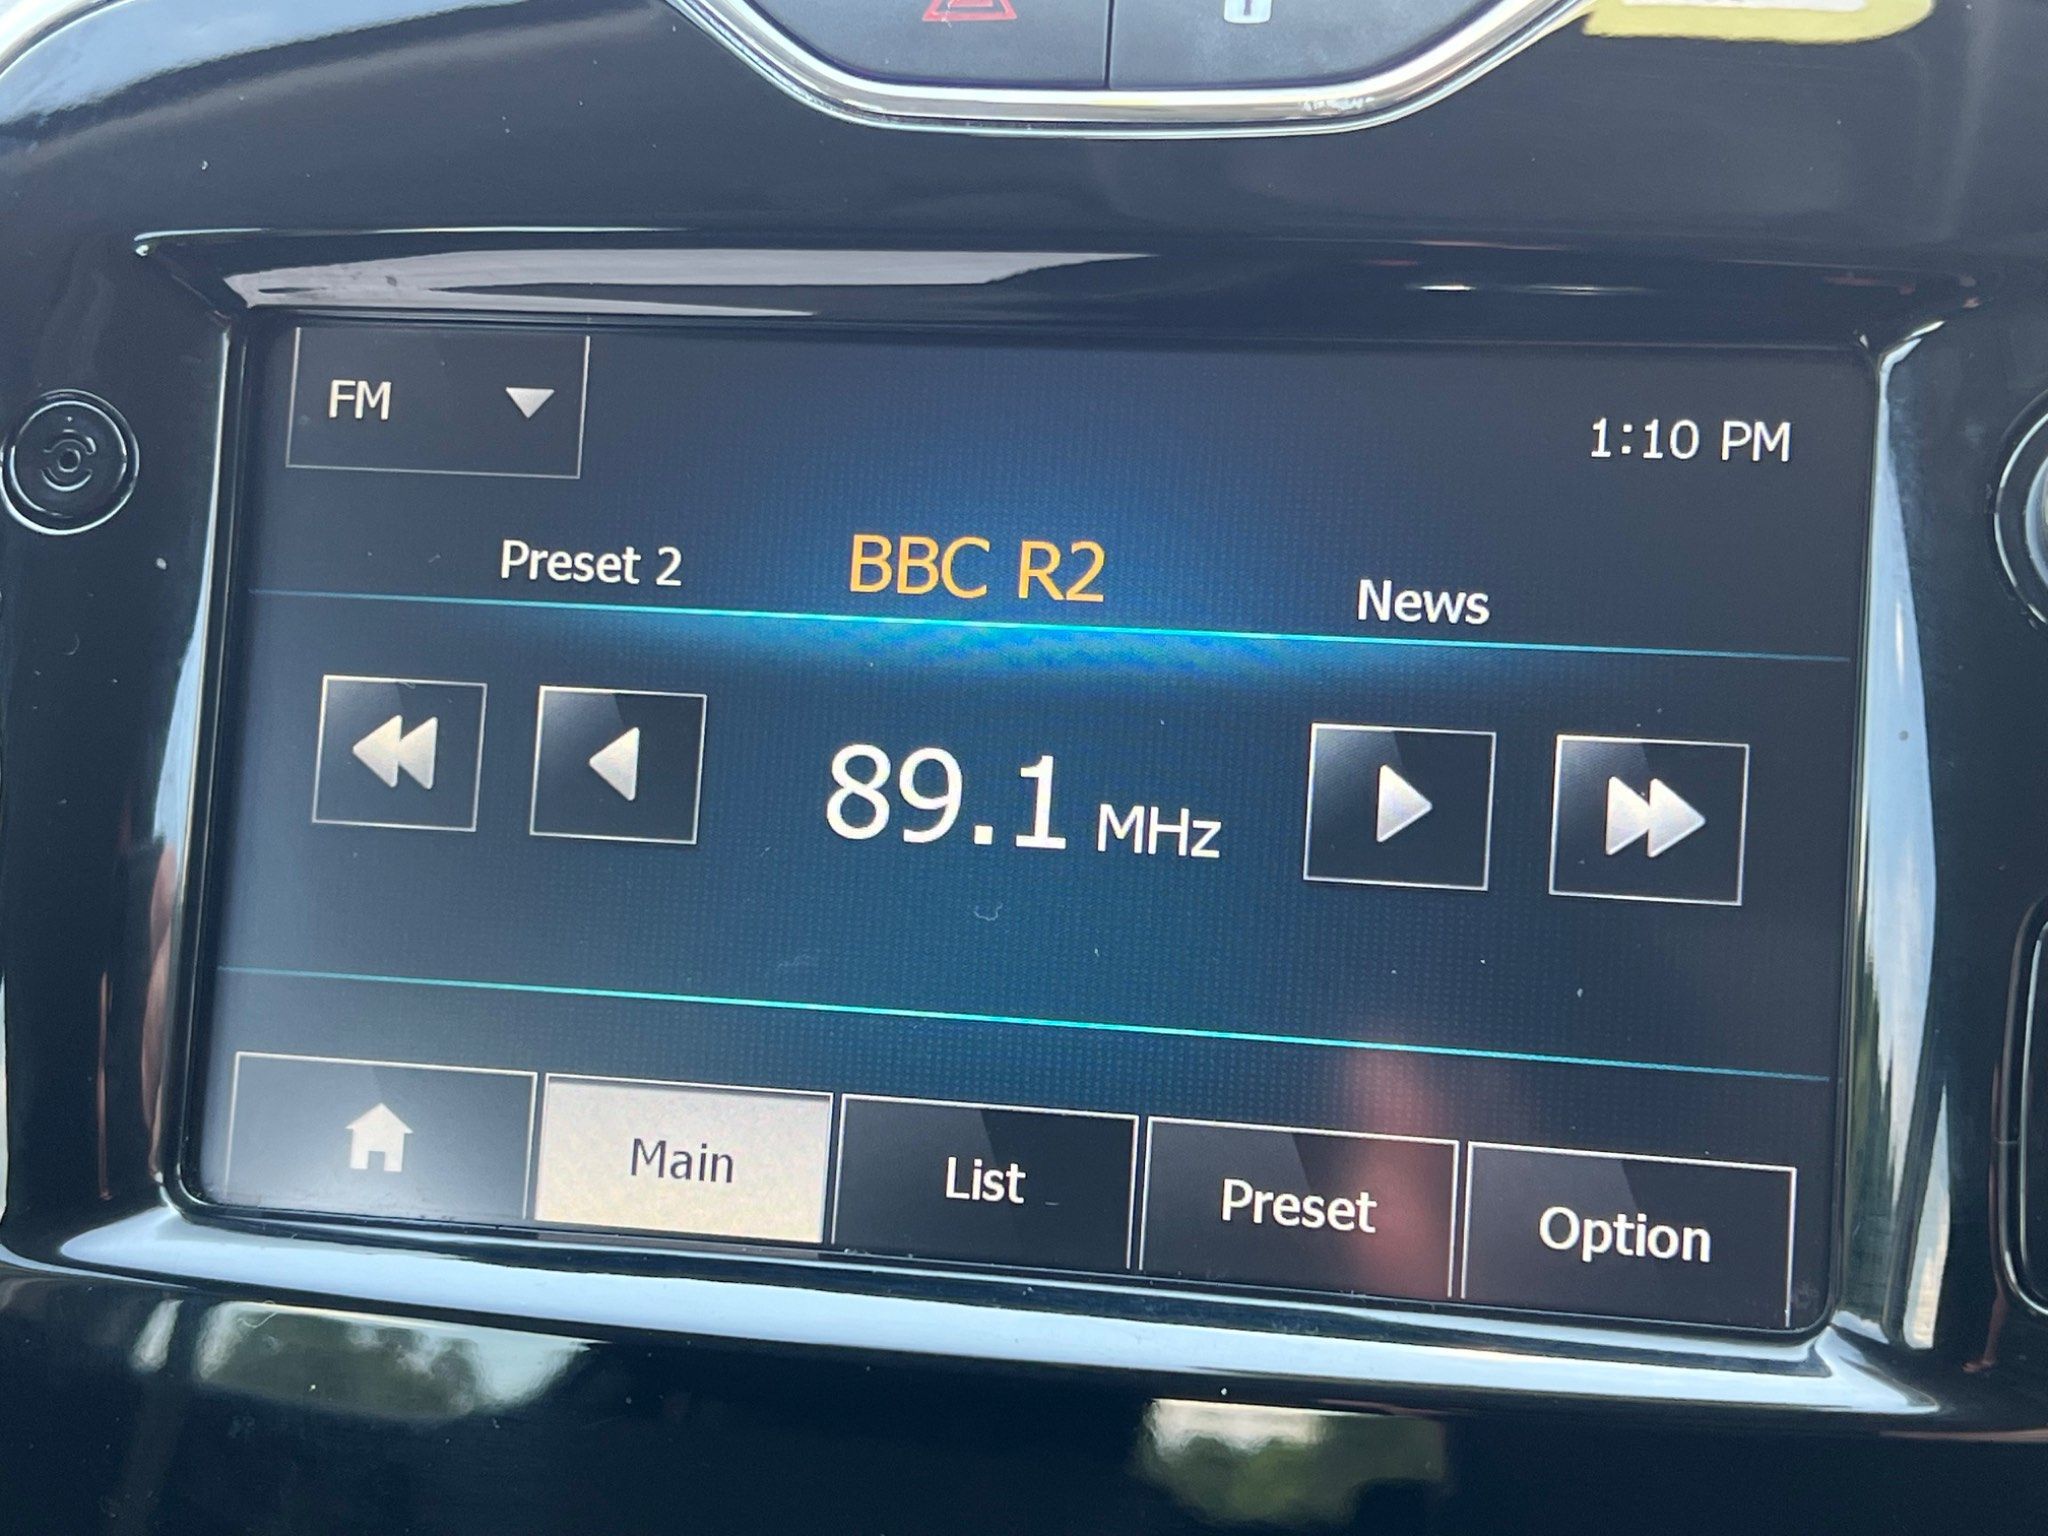 FM
1:10 PM
Preset 2
BBC R2
News
89.1 MHz
Main
List
Preset
Option